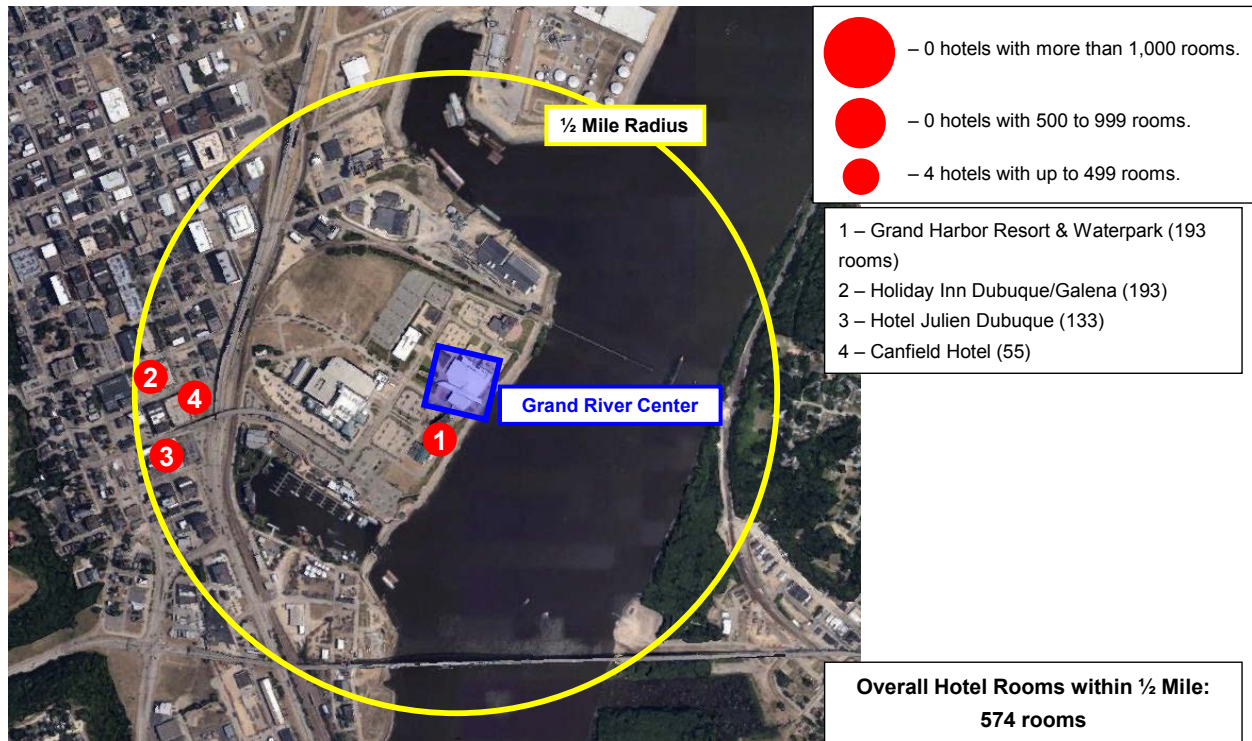 – 0 hotels with more than 1,000 rooms.
– 0 hotels with 500 to 999 rooms.
– 4 hotels with up to 499 rooms.
½ Mile Radius
1 – Grand Harbor Resort & Waterpark (193
rooms)
2 – Holiday Inn Dubuque/Galena (193)
3 – Hotel Julien Dubuque (133)
4 – Canfield Hotel (55)
2
4
Grand River Center
1
3
Overall Hotel Rooms within ½ Mile:
574 rooms